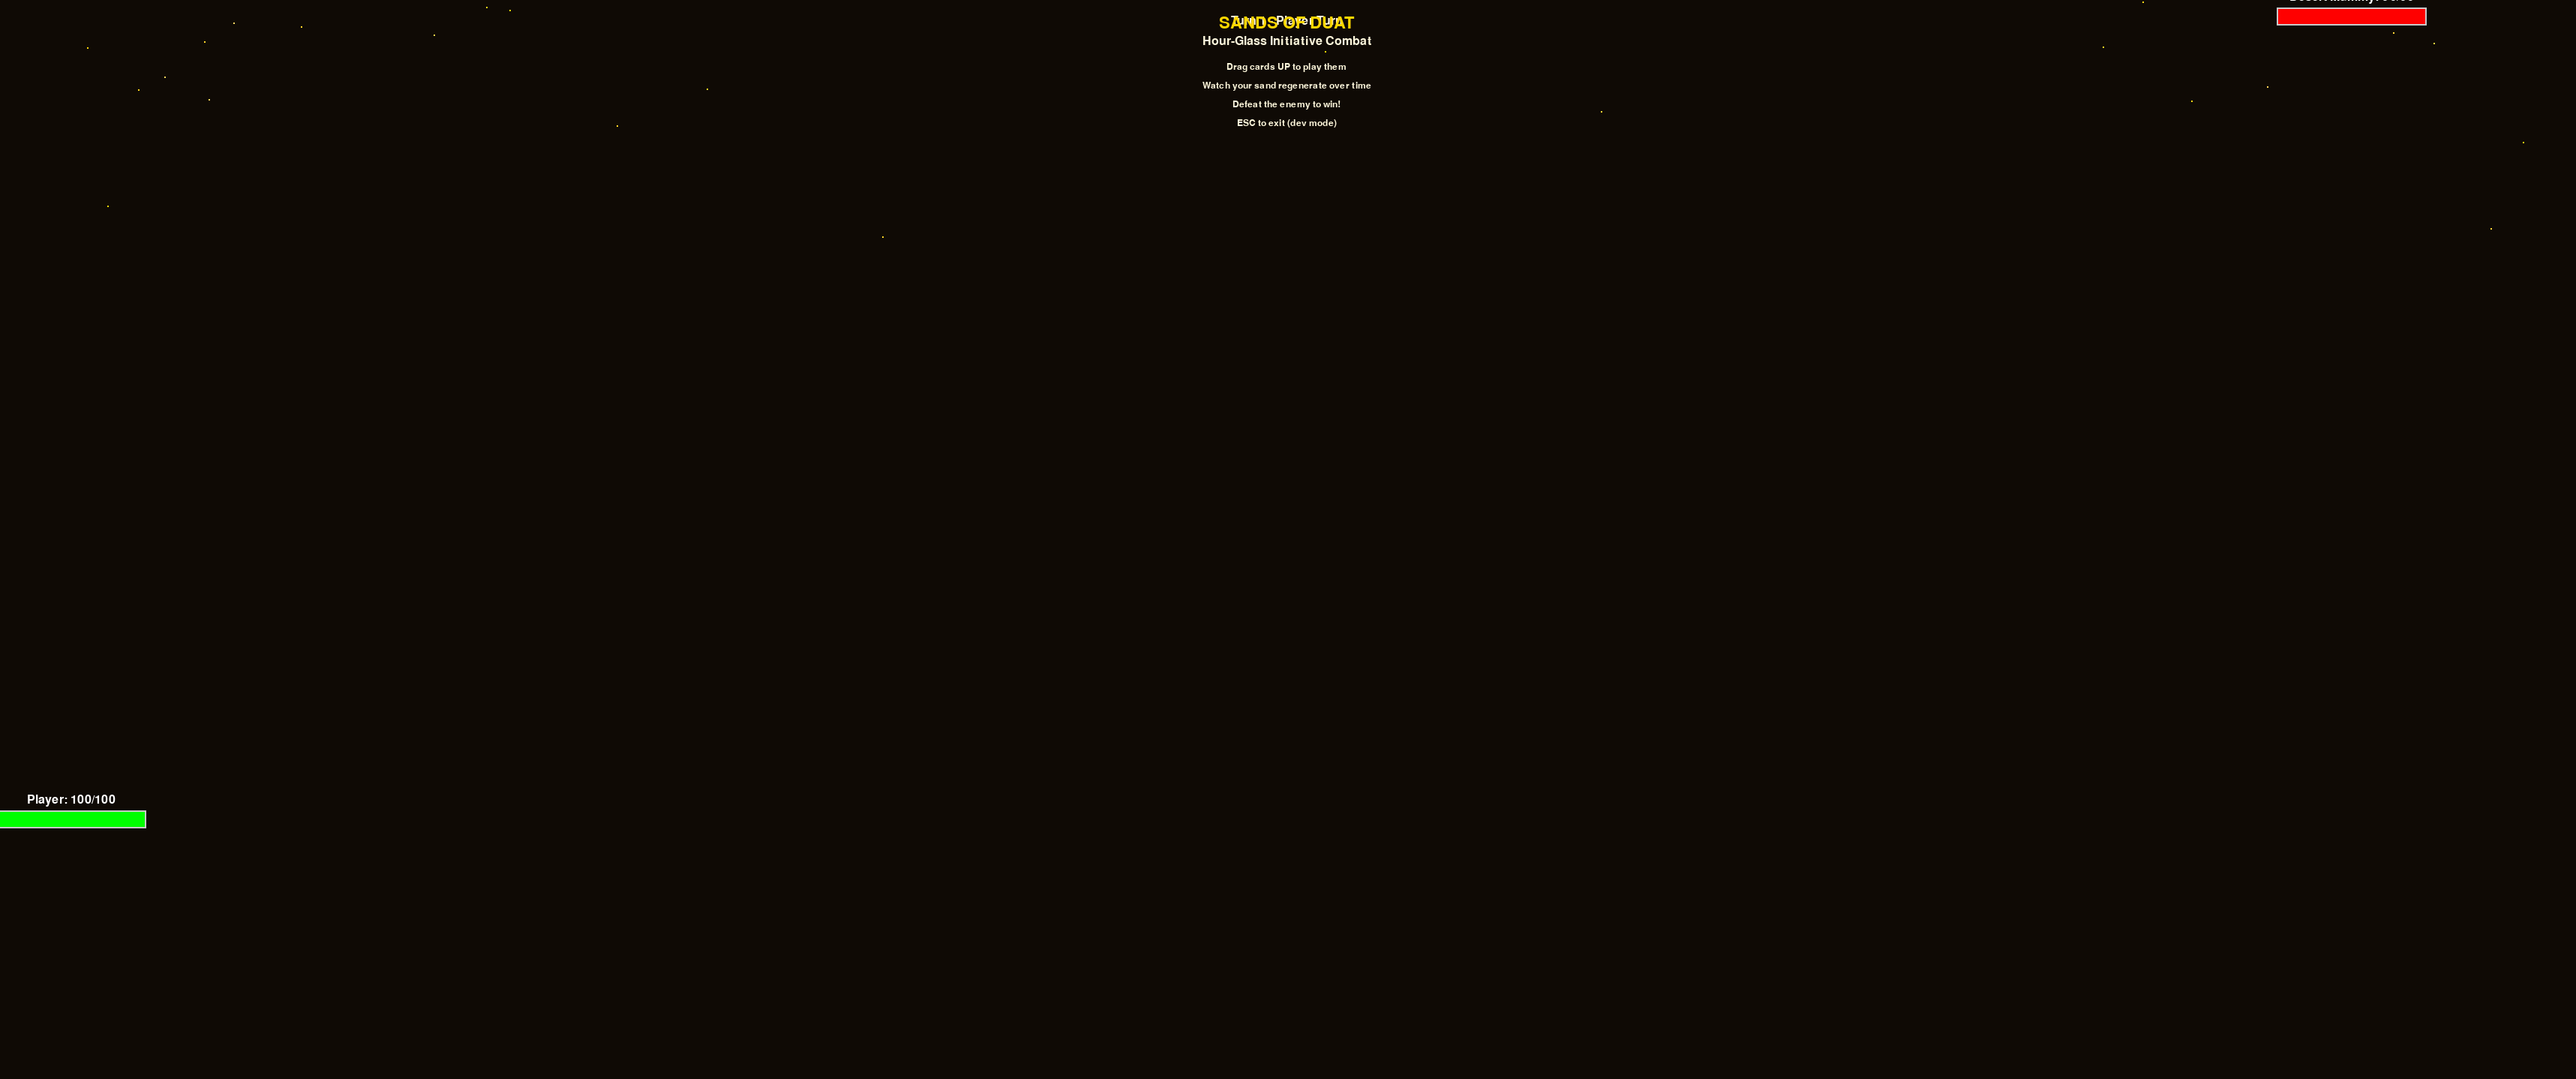 SANDS OF DUAT
Hour-Glass Initiative Combat
Drag cards UP to play them
Watch your sand regenerate over time
Defeat the enemy to win!
ESC to exit (dev mode)
Player: 100/100